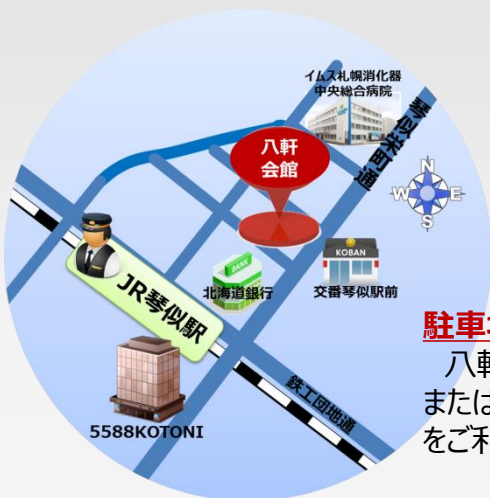 イムス札幌消化器
中央総合病院
琴似栄町通
八軒
会館
N
W E
S
KOBAN
BANK
北海道銀行
交番琴似駅前
JR琴似駅
駐車
八軒
または
をご利
鉄工団地通
5588KOTONI